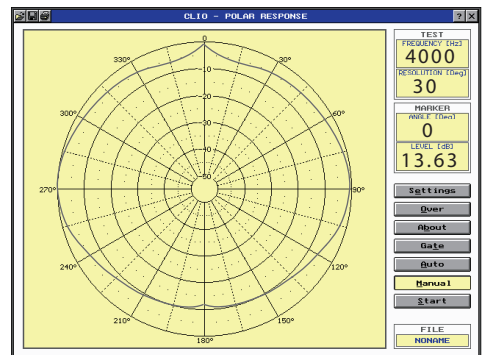 CLIO - POLAR RESPONSE
? X
TEST
FREQUENCY [Hz]
4000
RESOLUTION [Deg]
30
MARKER
ANGLE [Deg]
0
LEVEL [dB]
13.63
Settings
Over
About
Gate
Auto
Manual
Start
FILE
NONAME
0
330°
-10
-20
300°
60°
-30
-40
-50
270°
90°
240°
120°
210°
150°
180°